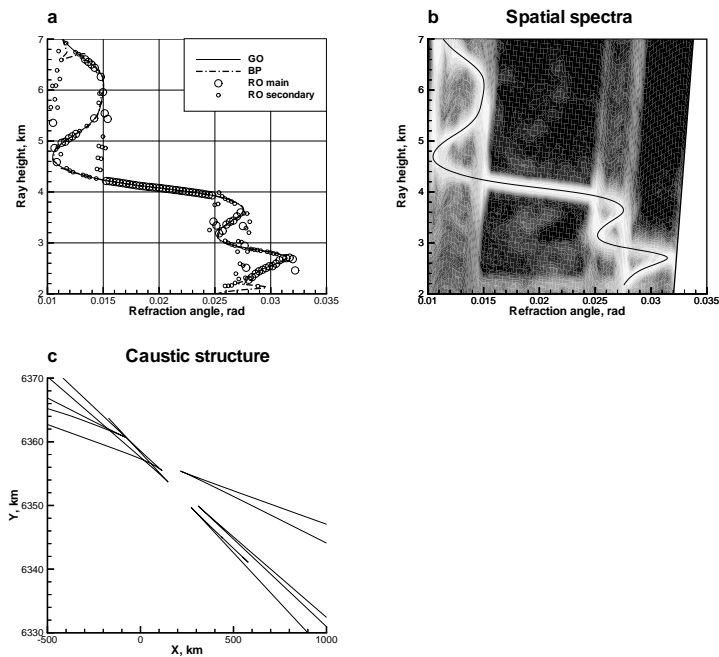 a
7
6
5
4
3
2
Ray height, km
0.01
0.015
0.02
0.025
0.03
0.035
Refraction angle, rad
GO
BP
RO main
RO secondary
b
Spatial spectra
7
6
5
4
3
2
Ray height, km
0.01
0.015
0.02
0.025
0.03
0.035
Refraction angle, rad
c
Caustic structure
6370
6360
6350
6340
6330
Y, km
-500
0
500
1000
X, km